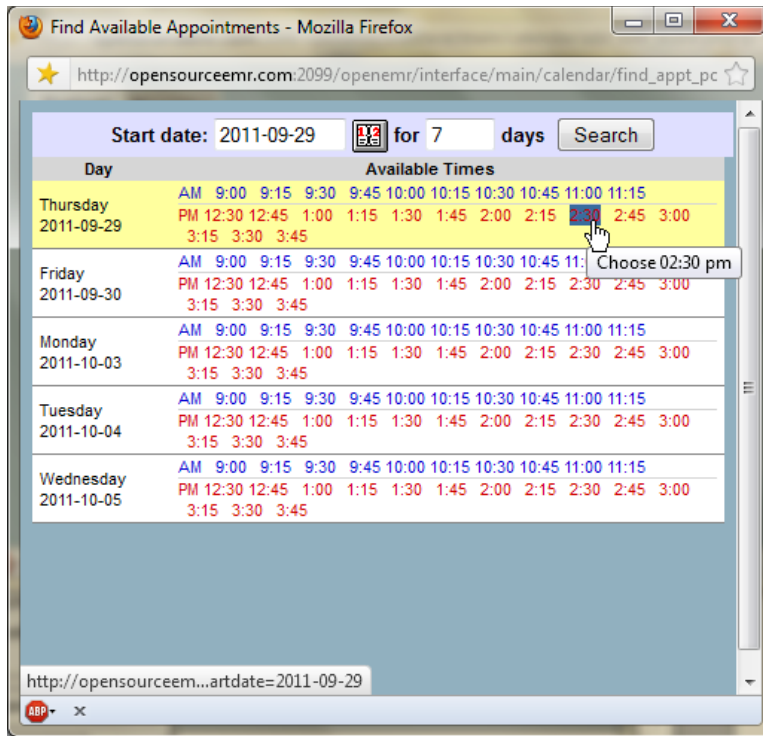 Find Available Appointments - Mozilla Firefox
http://opensourceemr.com:2099/openemr/interface/main/calendar/find_appt_pc
Start date: 2011-09-29 for 7 days Search
Day Available Times
Thursday
2011-09-29
AM 9:00 9:15 9:30 9:45 10:00 10:15 10:30 10:45 11:00 11:15
PM 12:30 12:45 1:00 1:15 1:30 1:45 2:00 2:15 2:30 2:45 3:00
3:15 3:30 3:45
Choose 02:30 pm
Friday
2011-09-30
AM 9:00 9:15 9:30 9:45 10:00 10:15 10:30 10:45 11:
PM 12:30 12:45 1:00 1:15 1:30 1:45 2:00 2:15 2:30 2:45 3:00
3:15 3:30 3:45
Monday
2011-10-03
AM 9:00 9:15 9:30 9:45 10:00 10:15 10:30 10:45 11:00 11:15
PM 12:30 12:45 1:00 1:15 1:30 1:45 2:00 2:15 2:30 2:45 3:00
3:15 3:30 3:45
Tuesday
2011-10-04
AM 9:00 9:15 9:30 9:45 10:00 10:15 10:30 10:45 11:00 11:15
PM 12:30 12:45 1:00 1:15 1:30 1:45 2:00 2:15 2:30 2:45 3:00
3:15 3:30 3:45
Wednesday
2011-10-05
AM 9:00 9:15 9:30 9:45 10:00 10:15 10:30 10:45 11:00 11:15
PM 12:30 12:45 1:00 1:15 1:30 1:45 2:00 2:15 2:30 2:45 3:00
3:15 3:30 3:45
http://opensourceem...artdate=2011-09-29
ABP